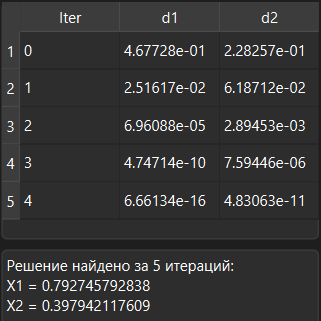 Iter d1 d2
1 0 4.67728e-01 2.28257e-01
2 1 2.51617e-02 6.18712e-02
3 2 6.96088e-05 2.89453e-03
4 3 4.74714e-10 7.59446e-06
5 4 6.66134e-16 4.83063e-11
Решение найдено за 5 итераций:
X1 = 0.792745792838
X2 = 0.397942117609